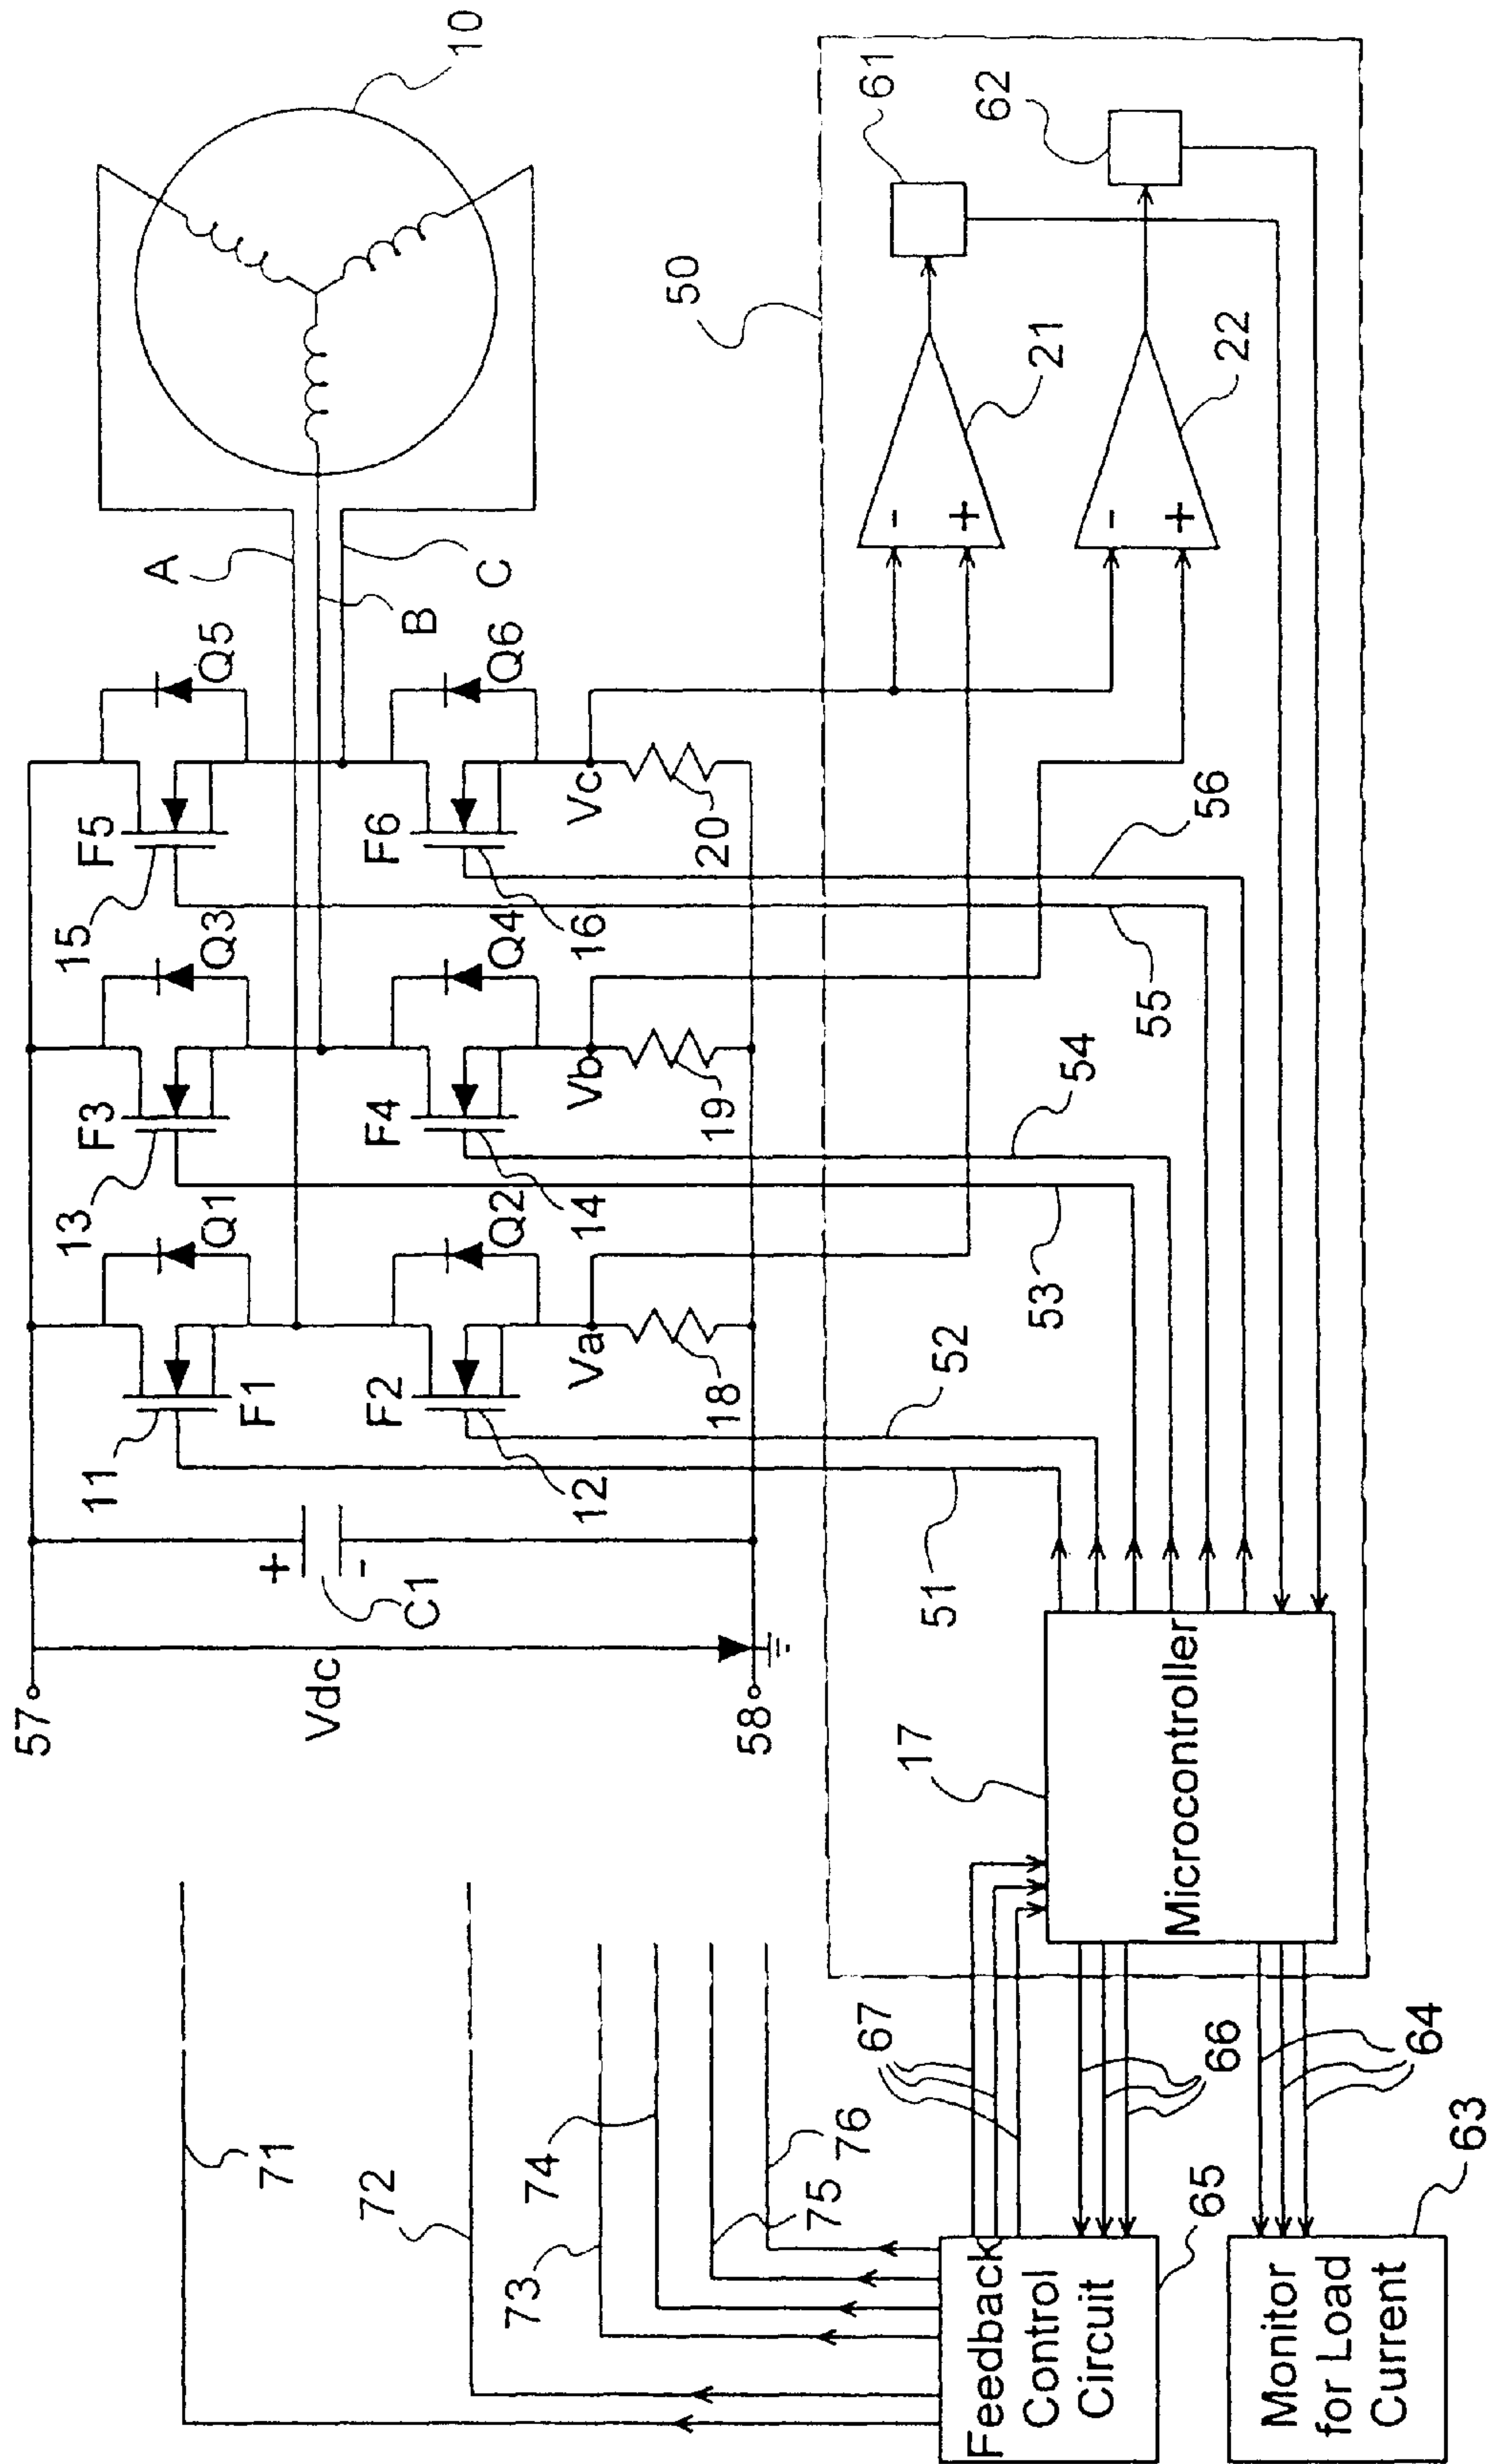 57
Vdc
58
+
-
C1
11
F1
Q1
12
F2
Q2
Va
18
13
F3
Q3
14
F4
Q4
Vb
19
15
F5
Q5
16
F6
Q6
Vc
20
A
B
C
10
51
52
53
54
55
56
50
-
+
21
61
-
+
22
62
17
Microcontroller
71
72
73
74
75
76
67
66
64
Feedback
Control
Circuit
65
Monitor
for Load
Current
63